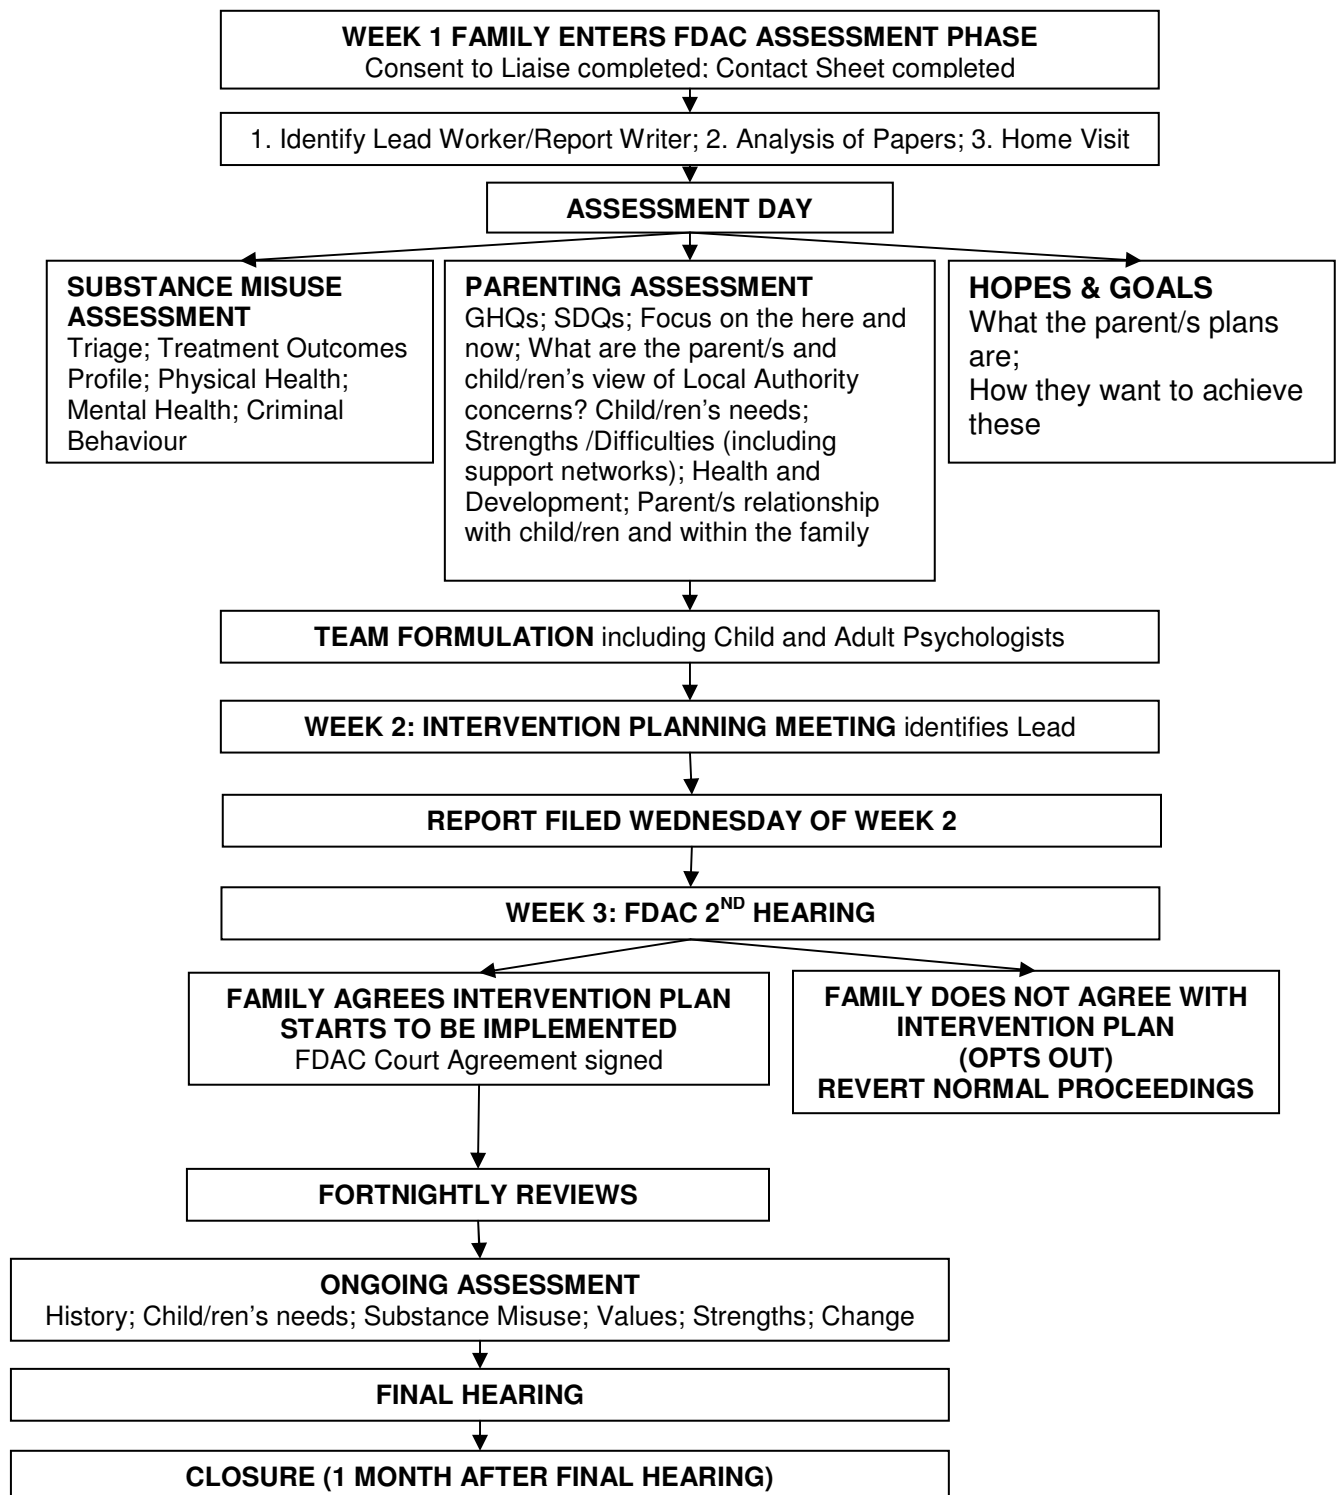 WEEK 1 FAMILY ENTERS FDAC ASSESSMENT PHASE
Consent to Liaise completed; Contact Sheet completed
1. Identify Lead Worker/Report Writer; 2. Analysis of Papers; 3. Home Visit
ASSESSMENT DAY
SUBSTANCE MISUSE
ASSESSMENT
Triage; Treatment Outcomes
Profile; Physical Health;
Mental Health; Criminal
Behaviour
PARENTING ASSESSMENT
GHQs; SDQs; Focus on the here and
now; What are the parent/s and
child/ren's view of Local Authority
concerns? Child/ren's needs;
Strengths /Difficulties (including
support networks); Health and
Development; Parent/s relationship
with child/ren and within the family
HOPES & GOALS
What the parent/s plans
are;
How they want to achieve
these
TEAM FORMULATION including Child and Adult Psychologists
WEEK 2: INTERVENTION PLANNING MEETING identifies Lead
REPORT FILED WEDNESDAY OF WEEK 2
WEEK 3: FDAC 2ND HEARING
FAMILY AGREES INTERVENTION PLAN
STARTS TO BE IMPLEMENTED
FDAC Court Agreement signed
FAMILY DOES NOT AGREE WITH
INTERVENTION PLAN
(OPTS OUT)
REVERT NORMAL PROCEEDINGS
FORTNIGHTLY REVIEWS
ONGOING ASSESSMENT
History; Child/ren's needs; Substance Misuse; Values; Strengths; Change
FINAL HEARING
CLOSURE (1 MONTH AFTER FINAL HEARING)